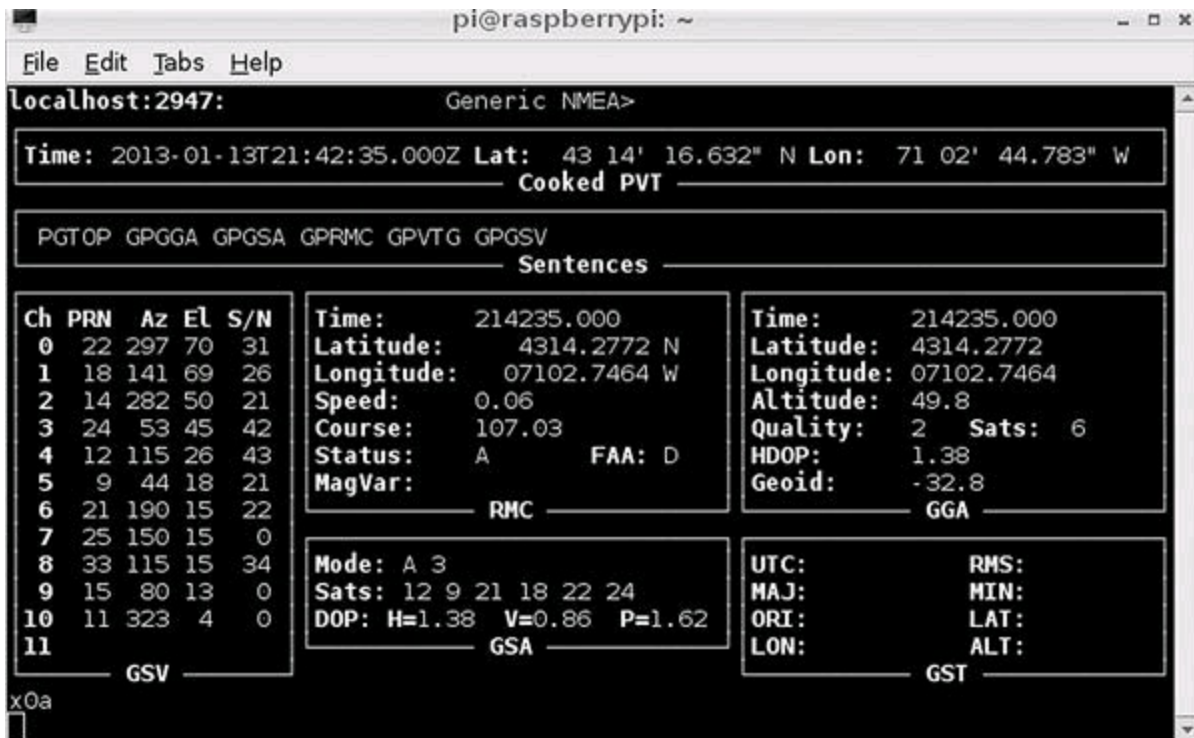 pi@raspberrypi: ~
File Edit Tabs Help
localhost:2947: Generic NMEA>
Time: 2013-01-13T21:42:35.000Z Lat: 43 14' 16.632" N Lon: 71 02' 44.783" W
Cooked PVT
PGTOP GPGGA GPGSA GPRMC GPVTG GPGSV
Sentences
Ch PRN Az El S/N
0 22 297 70 31
1 18 141 69 26
2 14 282 50 21
3 24 53 45 42
4 12 115 26 43
5 9 44 18 21
6 21 190 15 22
7 25 150 15 0
8 33 115 15 34
9 15 80 13 0
10 11 323 4 0
11
GSV
Time: 214235.000
Latitude: 4314.2772 N
Longitude: 07102.7464 W
Speed: 0.06
Course: 107.03
Status: A FAA: D
MagVar:
RMC
Mode: A 3
Sats: 12 9 21 18 22 24
DOP: H=1.38 V=0.86 P=1.62
GSA
Time: 214235.000
Latitude: 4314.2772
Longitude: 07102.7464
Altitude: 49.8
Quality: 2 Sats: 6
HDOP: 1.38
Geoid: -32.8
GGA
UTC: RMS:
MAJ: MIN:
ORI: LAT:
LON: ALT:
GST
x0a